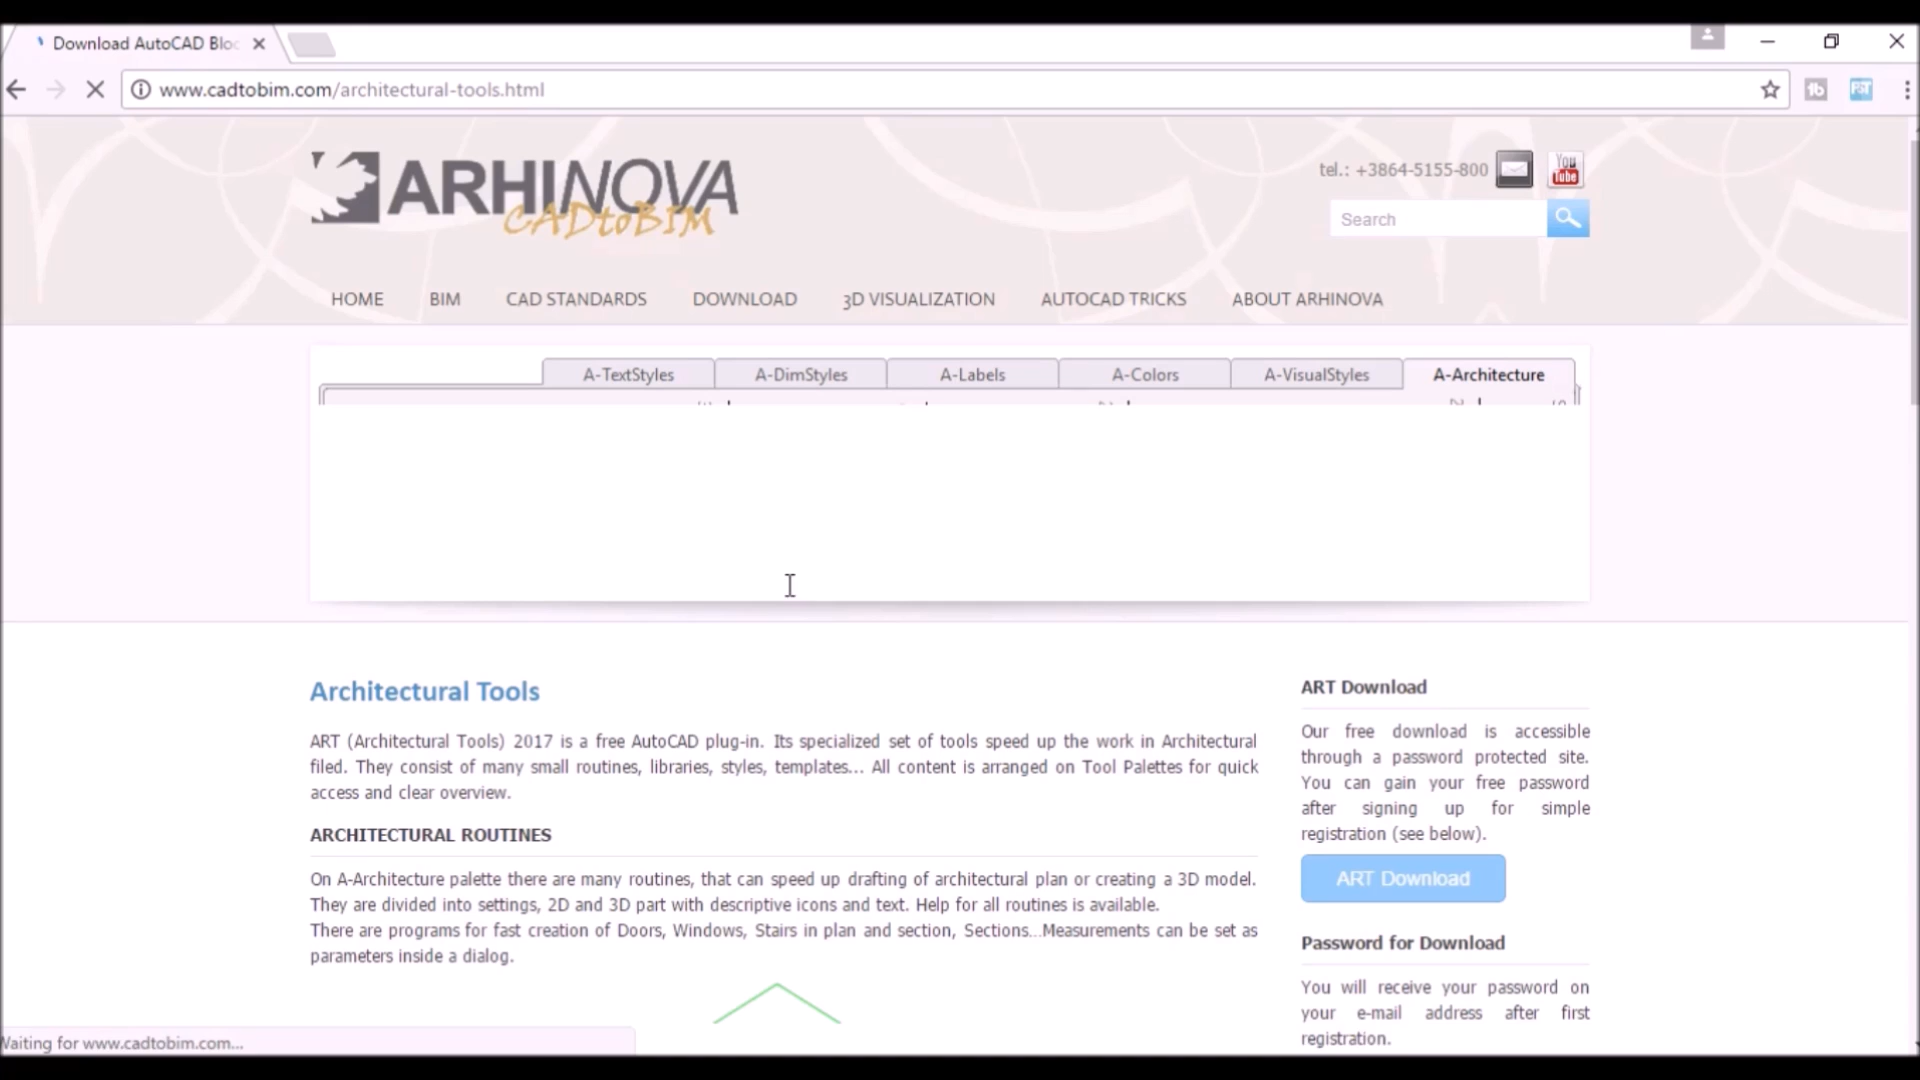 Download AutoCAD Bloc
www.cadtobim.com/architectural-tools.html
ARHINOVA
CADtoBIM
tel.: +3864-5155-800
You
Tube
Search
HOME BIM CAD STANDARDS DOWNLOAD 3D VISUALIZATION AUTOCAD TRICKS ABOUT ARHINOVA
A-TextStyles A-DimStyles A-Labels A-Colors A-VisualStyles A-Architecture
Architectural Tools
ART (Architectural Tools) 2017 is a free AutoCAD plug-in. Its specialized set of tools speed up the work in Architectural
filed. They consist of many small routines, libraries, styles, templates... All content is arranged on Tool Palettes for quick
access and clear overview.
ARCHITECTURAL ROUTINES
On A-Architecture palette there are many routines, that can speed up drafting of architectural plan or creating a 3D model.
They are divided into settings, 2D and 3D part with descriptive icons and text. Help for all routines is available.
There are programs for fast creation of Doors, Windows, Stairs in plan and section, Sections...Measurements can be set as
parameters inside a dialog.
ART Download
Our free download is accessible
through a password protected site.
You can gain your free password
after signing up for simple
registration (see below).
ART Download
Password for Download
You will receive your password on
your e-mail address after first
registration.
Waiting for www.cadtobim.com...